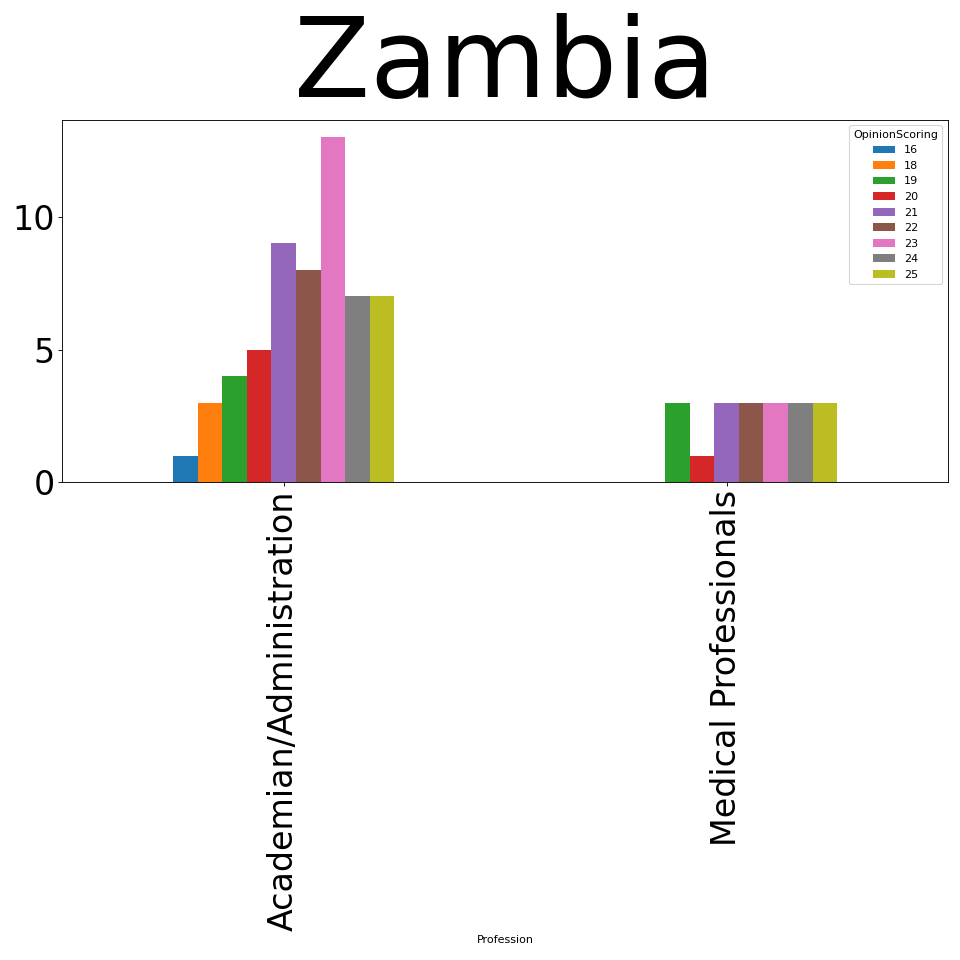 Zambia
OpinionScoring
16
18
19
20
21
22
23
24
25
10
5
0
Academian/Administration
Medical Professionals
Profession